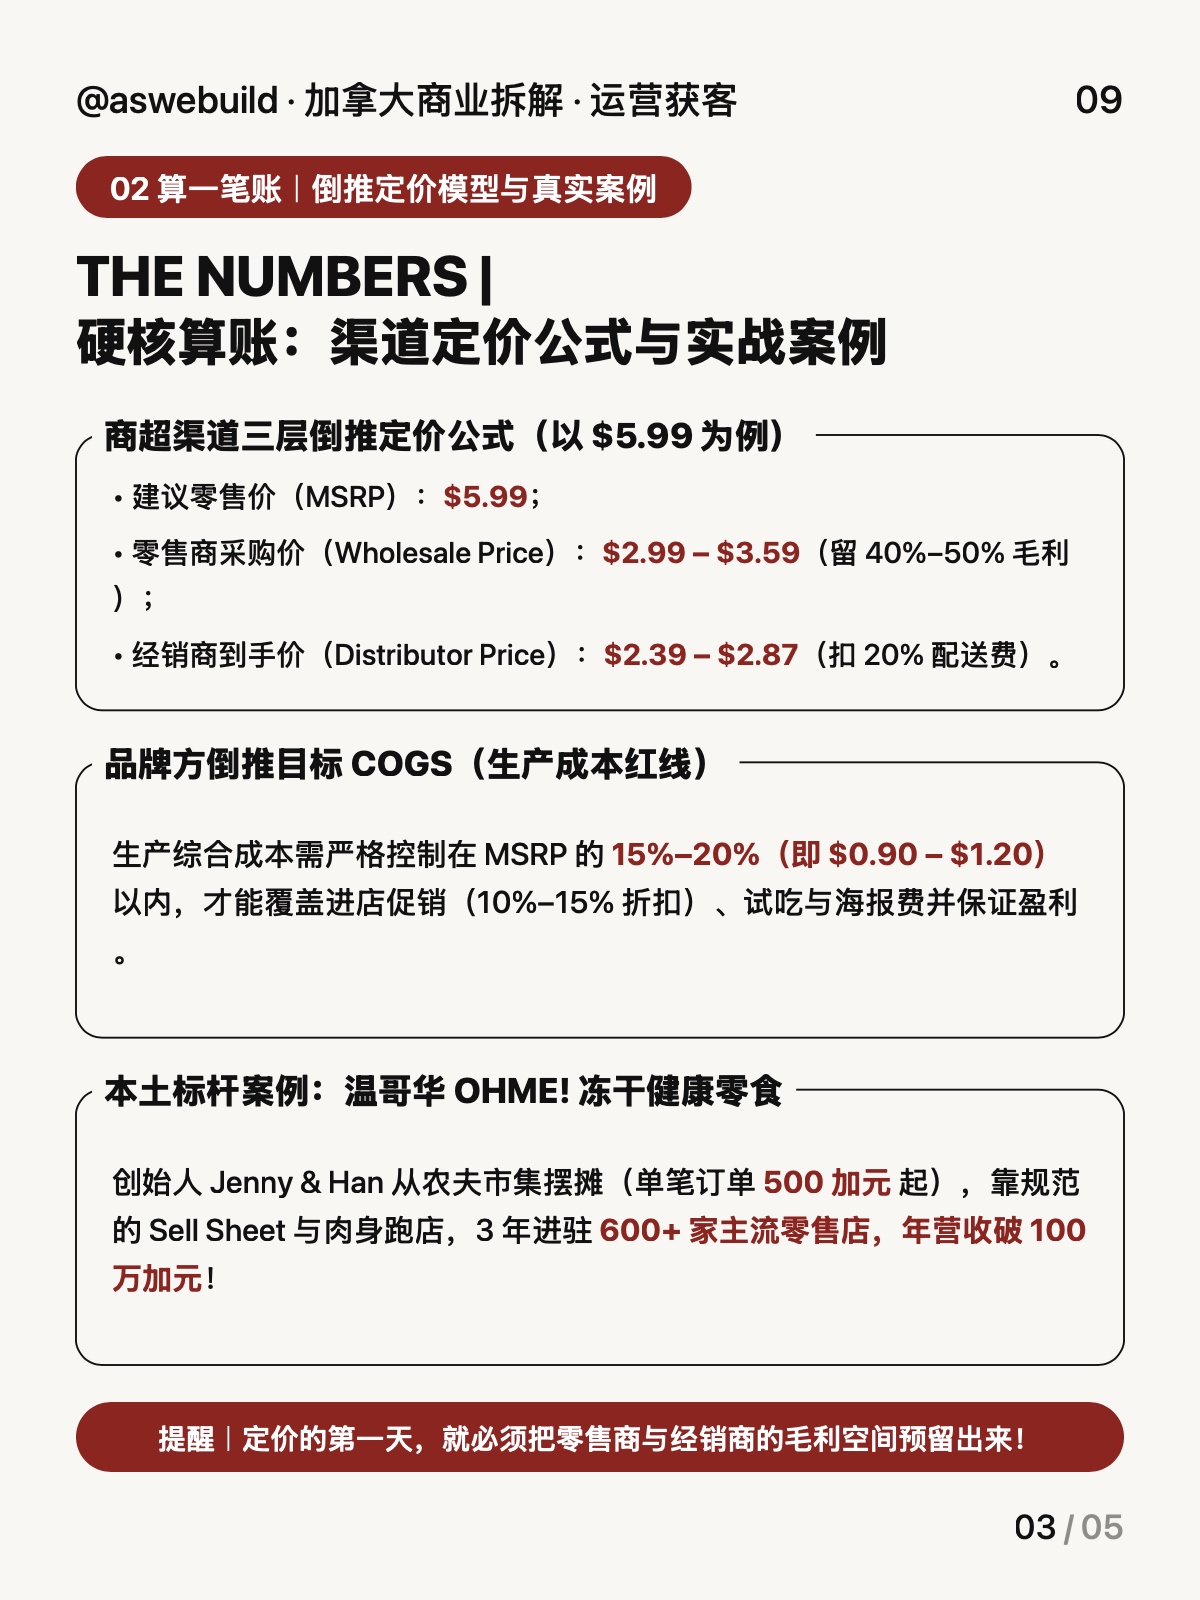 @aswebuild · 加拿大商业拆解 · 运营获客
09
02 算一笔账｜倒推定价模型与真实案例
THE NUMBERS |
硬核算账：渠道定价公式与实战案例
商超渠道三层倒推定价公式（以 $5.99 为例）
• 建议零售价（MSRP）：$5.99；
• 零售商采购价（Wholesale Price）：$2.99 – $3.59（留 40%–50% 毛利
）；
• 经销商到手价（Distributor Price）：$2.39 – $2.87（扣 20% 配送费）。
品牌方倒推目标 COGS（生产成本红线）
生产综合成本需严格控制在 MSRP 的 15%–20%（即 $0.90 – $1.20）
以内，才能覆盖进店促销（10%–15% 折扣）、试吃与海报费并保证盈利
。
本土标杆案例：温哥华 OHME! 冻干健康零食
创始人 Jenny & Han 从农夫市集摆摊（单笔订单 500 加元 起），靠规范
的 Sell Sheet 与肉身跑店，3 年进驻 600+ 家主流零售店，年营收破 100
万加元！
提醒｜定价的第一天，就必须把零售商与经销商的毛利空间预留出来！
03 / 05